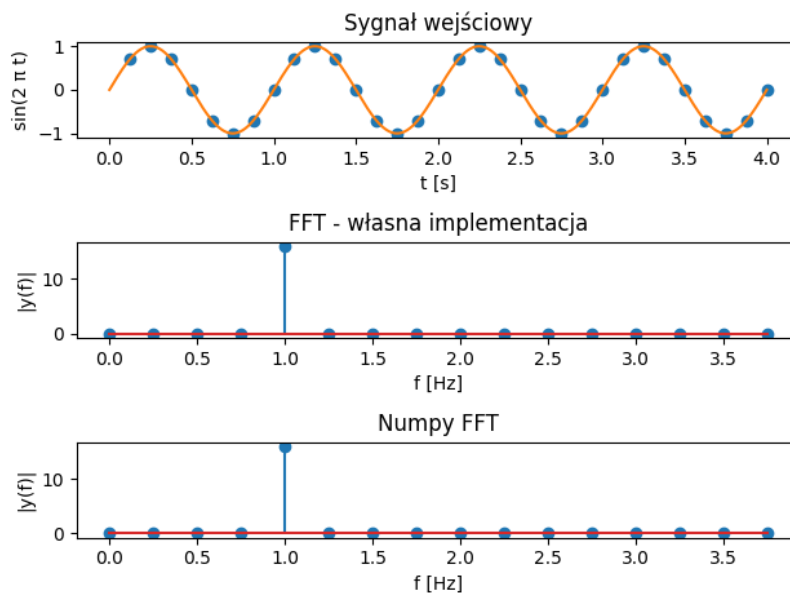 Sygnał wejściowy
sin(2 π t)
1
0
−1
0.0 0.5 1.0 1.5 2.0 2.5 3.0 3.5 4.0
t [s]
FFT - własna implementacja
|y(f)|
10
0
0.0 0.5 1.0 1.5 2.0 2.5 3.0 3.5
f [Hz]
Numpy FFT
|y(f)|
10
0
0.0 0.5 1.0 1.5 2.0 2.5 3.0 3.5
f [Hz]